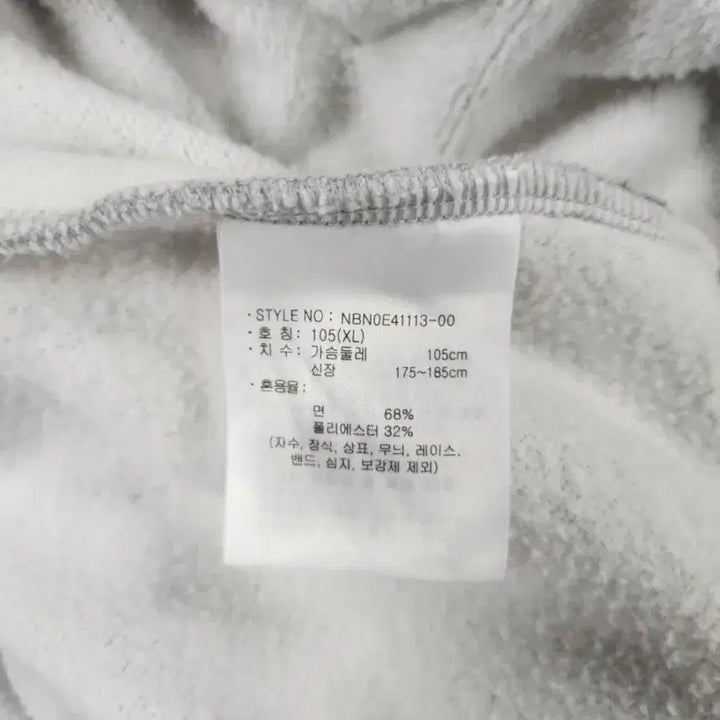 · STYLE NO : NBN0E41113-00
· 호 칭 : 105(XL)
· 치 수 : 가슴둘레 105cm
신장 175~185cm
· 혼용율 :
면 68%
폴리에스터 32%
(자수, 장식, 상표, 무늬, 레이스,
밴드, 심지, 보강제 제외)